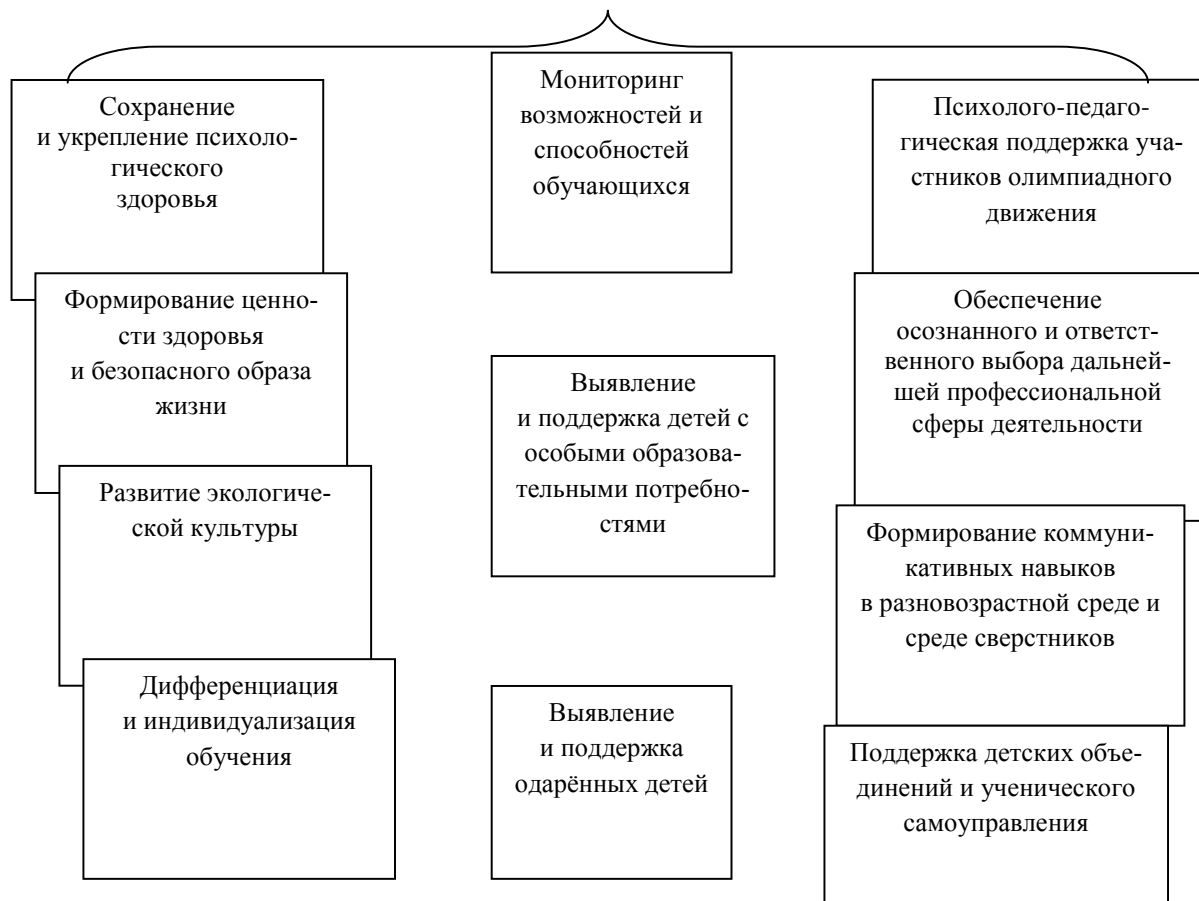 Сохранение
и укрепление психоло-
гического
здоровья
Формирование ценно-
сти здоровья
и безопасного образа
жизни
Развитие экологиче-
ской культуры
Дифференциация
и индивидуализация
обучения
Мониторинг
возможностей и
способностей
обучающихся
Выявление
и поддержка детей с
особыми образова-
тельными потребно-
стями
Выявление
и поддержка
одарённых детей
Психолого-педаго-
гическая поддержка уча-
стников олимпиадного
движения
Обеспечение
осознанного и ответст-
венного выбора дальней-
шей профессиональной
сферы деятельности
Формирование коммуни-
кативных навыков
в разновозрастной среде и
среде сверстников
Поддержка детских объе-
динений и ученического
самоуправления